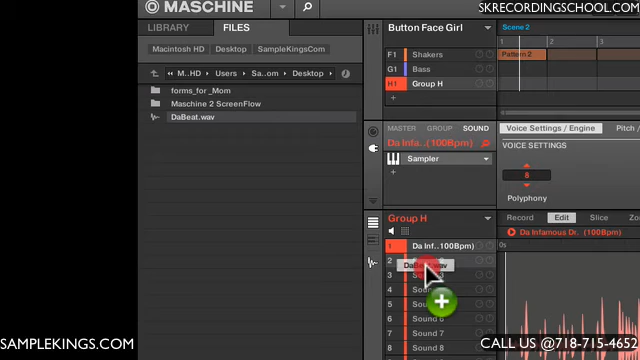 MASCHINE
SKRECORDINGSCHOOL.COM
LIBRARY
FILES
Macintosh HD
Desktop
SampleKingsCom
M...HD
Users
Sa...om
Desktop
forms_for_Mom
Maschine 2 ScreenFlow
DaBeat.wav
Button Face Girl
F1 Shakers
G1 Bass
H1 Group H
+
Scene 2
1 2 3
Pattern 2
MASTER GROUP SOUND
Da Infa..(100Bpm)
Sampler
+
Voice Settings / Engine
Pitch /
VOICE SETTINGS
8
Polyphony
Group H
1 Da Inf..100Bpm)
2
3
4
5
6 Sound 6
7 Sound 7
8 Sound 8
Record Edit Slice
Da Infamous Dr. (100Bpm)
0s
SAMPLEKINGS.COM
CALL US @718-715-4652